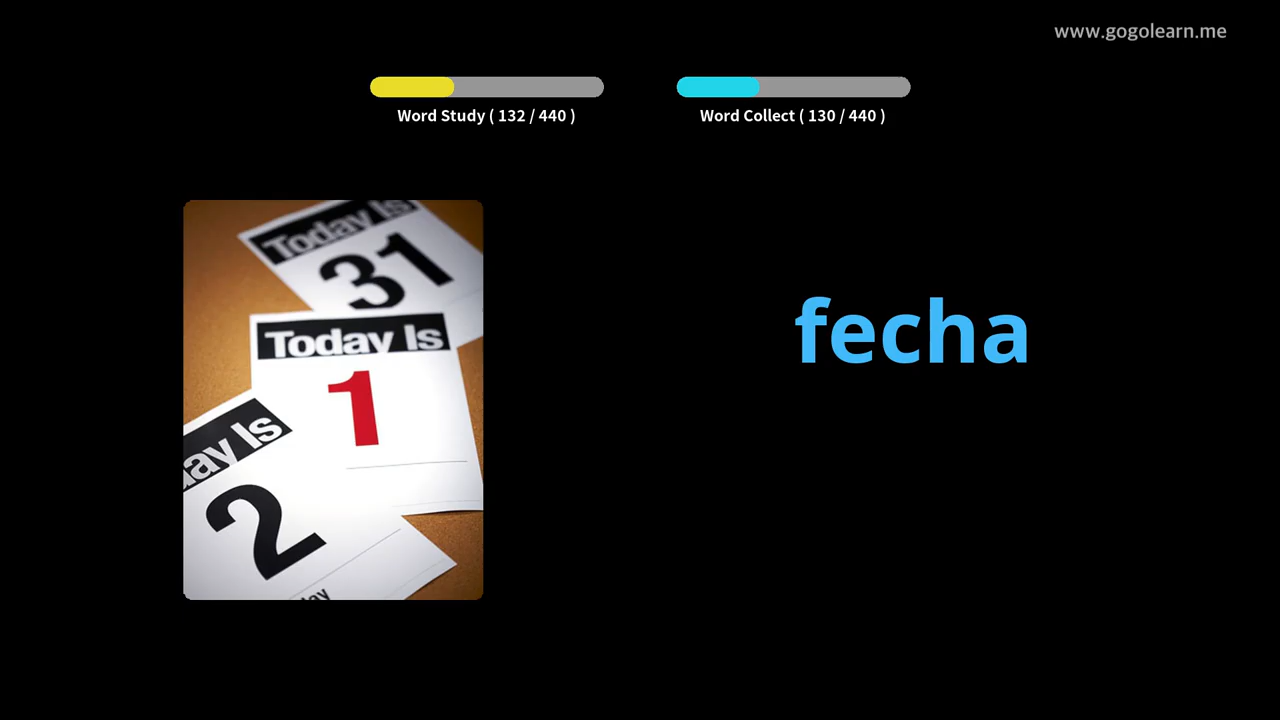 www.gogolearn.me
Word Study ( 132 / 440 )
Word Collect ( 130 / 440 )
Today Is
31
Today Is
1
ay Is
2
fecha